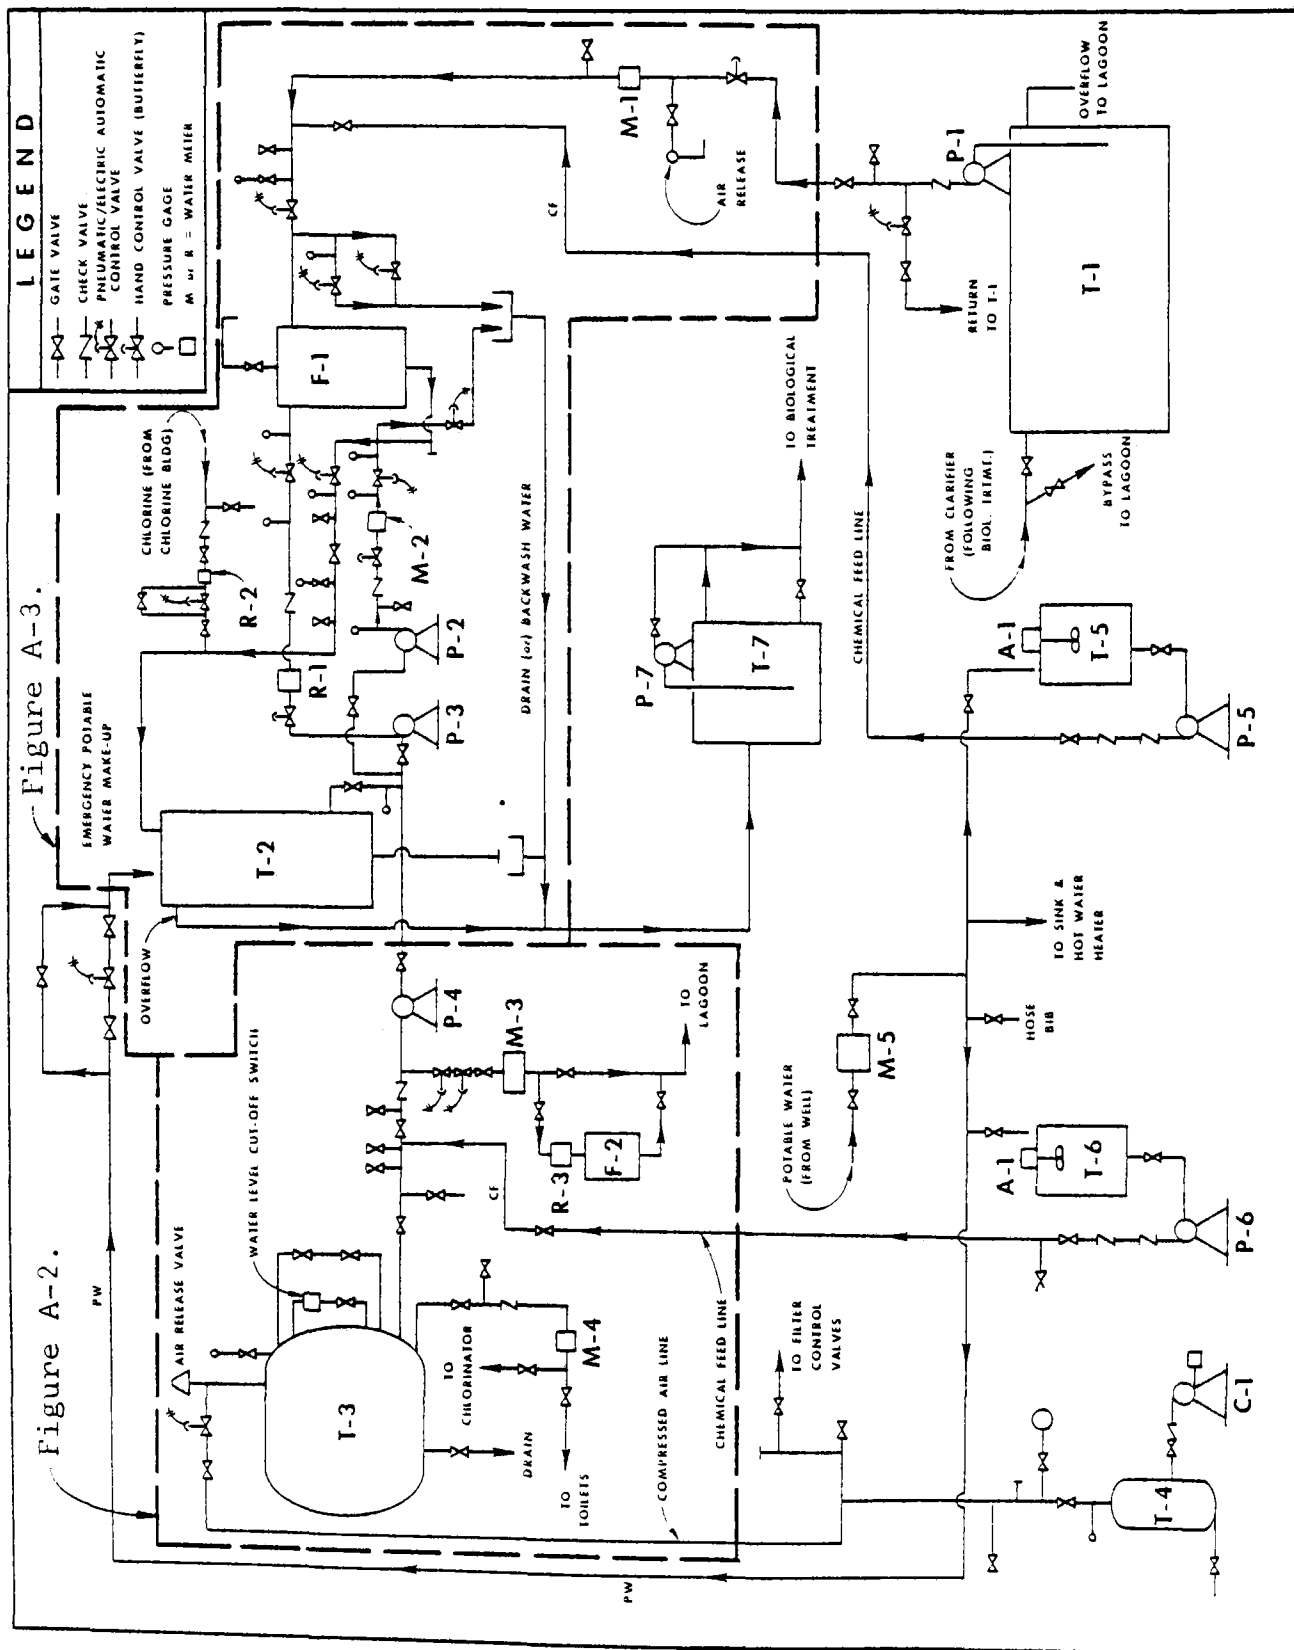 LEGEND
GATE VALVE
CHECK VALVE
PNEUMATIC/ELECTRIC AUTOMATIC
CONTROL VALVE
HAND CONTROL VALVE (BUTTERFLY)
PRESSURE GAGE
M or R = WATER METER
Figure A-3.
EMERGENCY POTABLE
WATER MAKE-UP
CHLORINE (FROM
CHLORINE BLDG)
R-2
F-1
M-1
AIR
RELEASE
CF
R-1
M-2
P-2
P-3
T-2
OVERFLOW
DRAIN (or) BACKWASH WATER
Figure A-2.
PW
AIR RELEASE VALVE
WATER LEVEL CUT-OFF SWITCH
T-3
P-4
M-3
TO
LAGOON
R-3
F-2
CF
TO
CHLORINATOR
M-4
DRAIN
TO
TOILETS
COMPRESSED AIR LINE
CHEMICAL FEED LINE
TO FILTER
CONTROL
VALVES
PW
P-7
T-7
TO BIOLOGICAL
TREATMENT
CHEMICAL FEED LINE
P-1
OVERFLOW
TO LAGOON
RETURN
TO T-1
T-1
FROM CLARIFIER
(FOLLOWING
BIOL. TRTMT.)
BYPASS
TO LAGOON
A-1
T-5
P-5
TO SINK &
HOT WATER
HEATER
M-5
HOSE
BIB
POTABLE WATER
(FROM WELL)
A-1
T-6
P-6
C-1
T-4